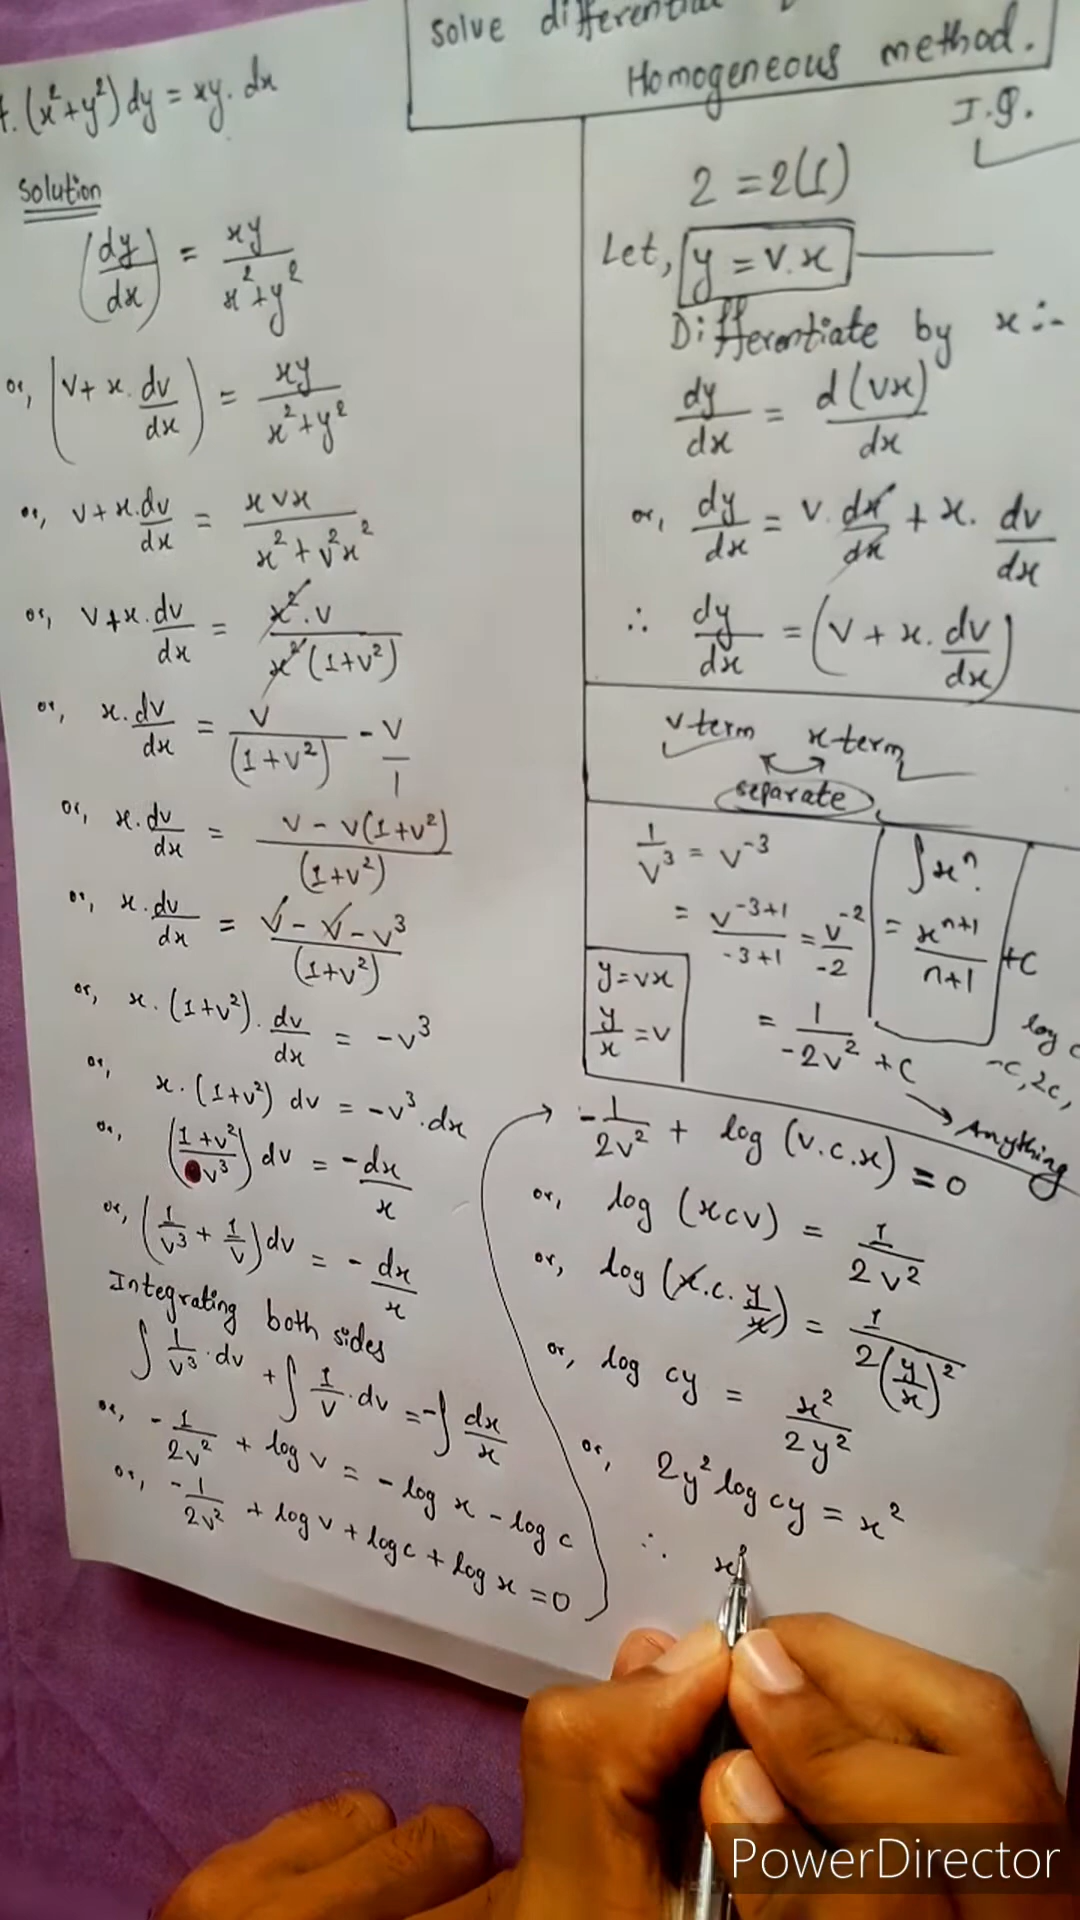 solve differential
Homogeneous method.
I.g.
(x²+y²)dy = xy.dx
Solution
(dy/dx) = xy/(x²+y²)
or, (v + x.dv/dx) = xy/(x²+y²)
or, v + x.dv/dx = xvx/(x²+v²x²)
or, v + x.dv/dx = x².v/(x²(1+v²))
or, x.dv/dx = v/(1+v²) - v/1
or, x.dv/dx = (v - v(1+v²))/(1+v²)
or, x.dv/dx = (v - v - v³)/(1+v²)
or, x.(1+v²).dv/dx = -v³
or, x.(1+v²) dv = -v³.dx
or, ((1+v²)/v³) dv = -dx/x
or, (1/v³ + 1/v) dv = - dx/x
Integrating both sides
∫ 1/v³.dv + ∫ 1/v.dv = -∫ dx/x
or, -1/2v² + log v = - log x - log c
or, -1/2v² + log v + log c + log x = 0
2 = 2(1)
Let, y = v.x
Differentiate by x :-
dy/dx = d(vx)/dx
or, dy/dx = v.dx/dx + x.dv/dx
∴ dy/dx = (v + x.dv/dx)
v term x term
separate
1/v³ = v⁻³
= v⁻³⁺¹/-3+1 = v⁻²/-2
= 1/-2v² + c
∫xⁿ.
= xⁿ⁺¹/n+1 + c
y = vx
y/x = v
log c
-c, 2c,
Anything
-1/2v² + log (v.c.x) = 0
or, log (xcv) = 1/2v²
or, log (x.c.y/x) = 1/2(y/x)²
or, log cy = x²/2y²
or, 2y² log cy = x²
∴ x²
PowerDirector